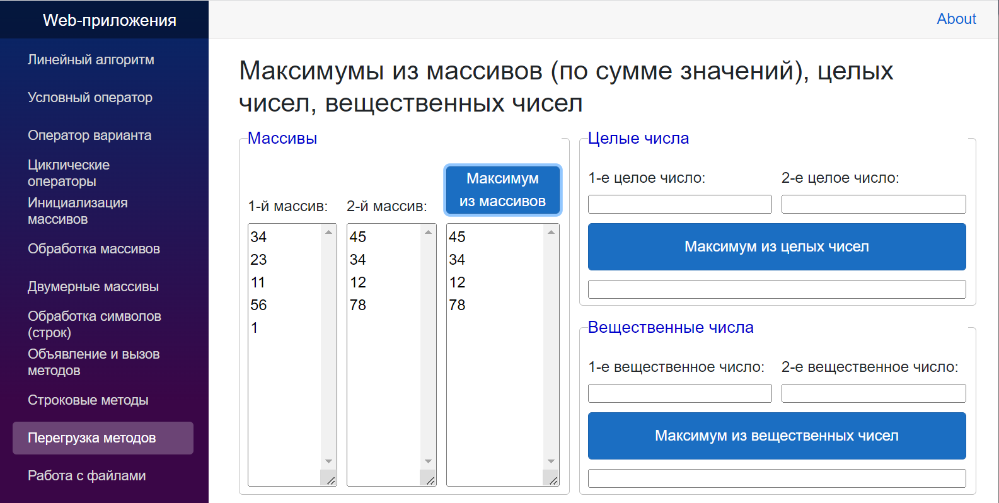 Web-приложения
About
Линейный алгоритм
Условный оператор
Оператор варианта
Циклические
операторы
Инициализация
массивов
Обработка массивов
Двумерные массивы
Обработка символов
(строк)
Объявление и вызов
методов
Строковые методы
Перегрузка методов
Работа с файлами
Максимумы из массивов (по сумме значений), целых
чисел, вещественных чисел
Массивы
1-й массив:
2-й массив:
Максимум
из массивов
34
23
11
56
1
45
34
12
78
45
34
12
78
Целые числа
1-е целое число:
2-е целое число:
Максимум из целых чисел
Вещественные числа
1-е вещественное число:
2-е вещественное число:
Максимум из вещественных чисел